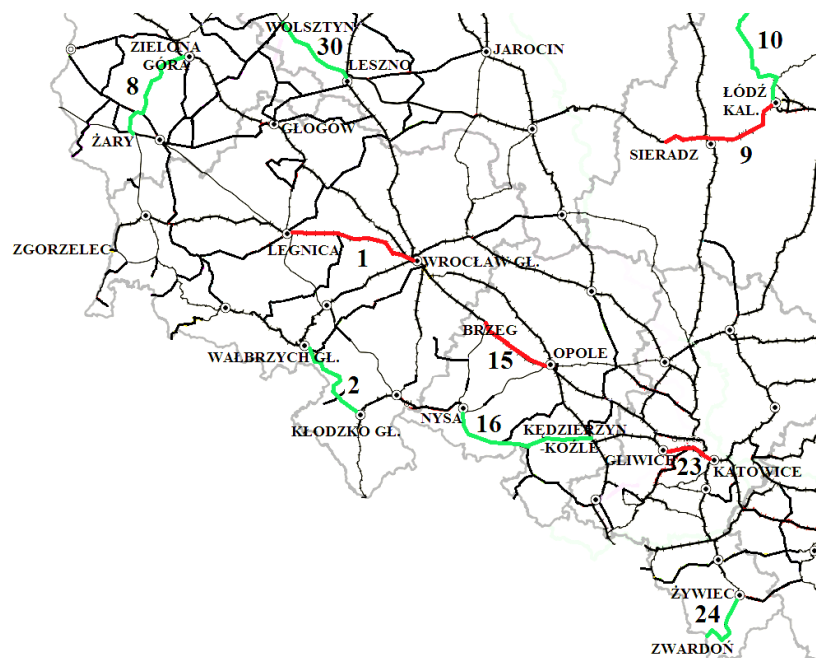 WOLSZTYN
10
30
ZIELONA
GÓRA
JAROCIN
LESZNO
8
ŁÓDŹ
KAL.
GŁOGÓW
ŻARY
SIERADZ
9
ZGORZELEC
LEGNICA
1
WROCŁAW GŁ.
BRZEG
WAŁBRZYCH GŁ.
15
OPOLE
2
NYSA
16
KĘDZIERZYN
-KOŹLE
KŁODZKO GŁ.
GLIWICE
23
KATOWICE
ŻYWIEC
24
ZWARDOŃ